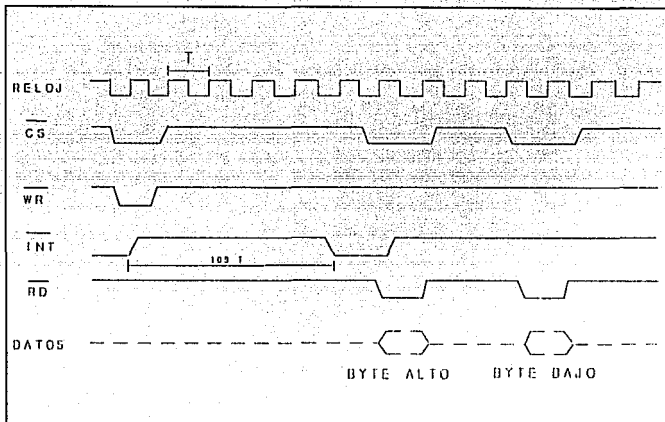 T
RELOJ
CS
WR
INT
109 T
RD
DATOS
BYTE ALTO BYTE BAJO